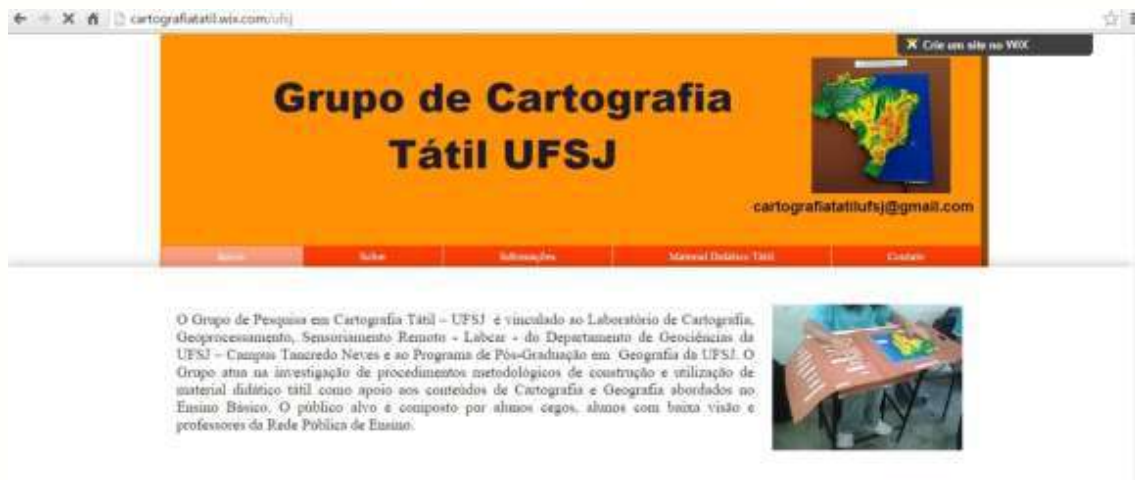 cartografiatatil.wix.com/ufsj
Crie um site no WIX
Grupo de Cartografia
Tátil UFSJ
cartografiatatilufsj@gmail.com
Início
Sobre
Informações
Material Didático Tátil
Contato
O Grupo de Pesquisa em Cartografia Tátil – UFSJ é vinculado ao Laboratório de Cartografia,
Geoprocessamento, Sensoriamento Remoto - Labcar - do Departamento de Geociências da
UFSJ – Campus Tancredo Neves e ao Programa de Pós-Graduação em Geografia da UFSJ. O
Grupo atua na investigação de procedimentos metodológicos de construção e utilização de
material didático tátil como apoio aos conteúdos de Cartografia e Geografia abordados no
Ensino Básico. O público alvo é composto por alunos cegos, alunos com baixa visão e
professores da Rede Pública de Ensino.